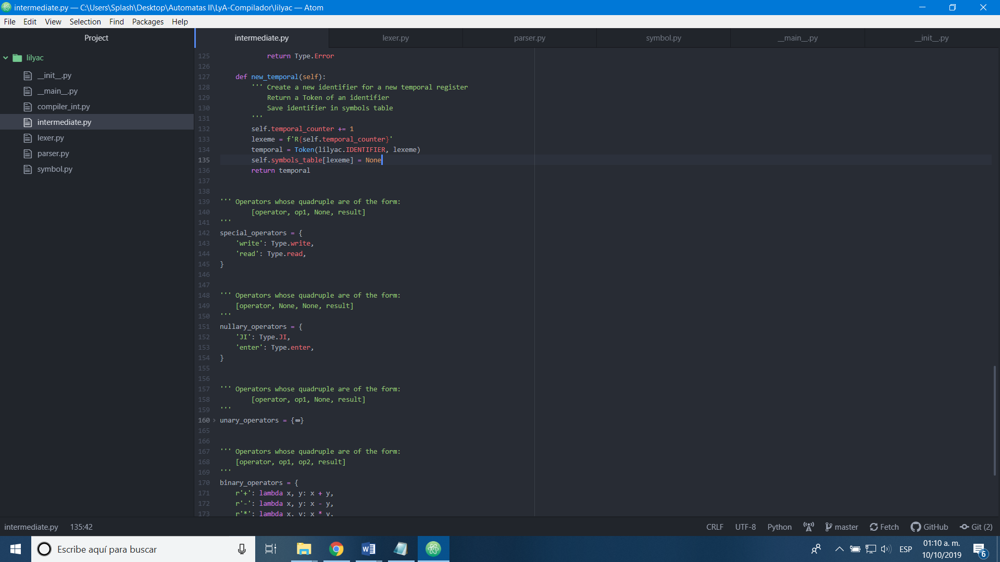 intermediate.py — C:\Users\Splash\Desktop\Automatas II\LyA-Compilador\lilyac — Atom
File Edit View Selection Find Packages Help
Project
lilyac
__init__.py
__main__.py
compiler_int.py
intermediate.py
lexer.py
parser.py
symbol.py
intermediate.py lexer.py parser.py symbol.py __main__.py __init__.py
125 return Type.Error
126
127 def new_temporal(self):
128 ''' Create a new identifier for a new temporal register
129 Return a Token of an identifier
130 Save identifier in symbols table
131 '''
132 self.temporal_counter += 1
133 lexeme = f'R{self.temporal_counter}'
134 temporal = Token(lilyac.IDENTIFIER, lexeme)
135 self.symbols_table[lexeme] = None
136 return temporal
137
138
139 ''' Operators whose quadruple are of the form:
140 [operator, op1, None, result]
141 '''
142 special_operators = {
143 'write': Type.write,
144 'read': Type.read,
145 }
146
147
148 ''' Operators whose quadruple are of the form:
149 [operator, None, None, result]
150 '''
151 nullary_operators = {
152 'JI': Type.JI,
153 'enter': Type.enter,
154 }
155
156
157 ''' Operators whose quadruple are of the form:
158 [operator, op1, None, result]
159 '''
160 unary_operators = {…}
165
166
167 ''' Operators whose quadruple are of the form:
168 [operator, op1, op2, result]
169 '''
170 binary_operators = {
171 r'+': lambda x, y: x + y,
172 r'-': lambda x, y: x - y,
173 r'*': lambda x, y: x * y,
intermediate.py 135:42 CRLF UTF-8 Python master Fetch GitHub Git (2)
Escribe aquí para buscar
ESP
01:10 a. m.
10/10/2019
6